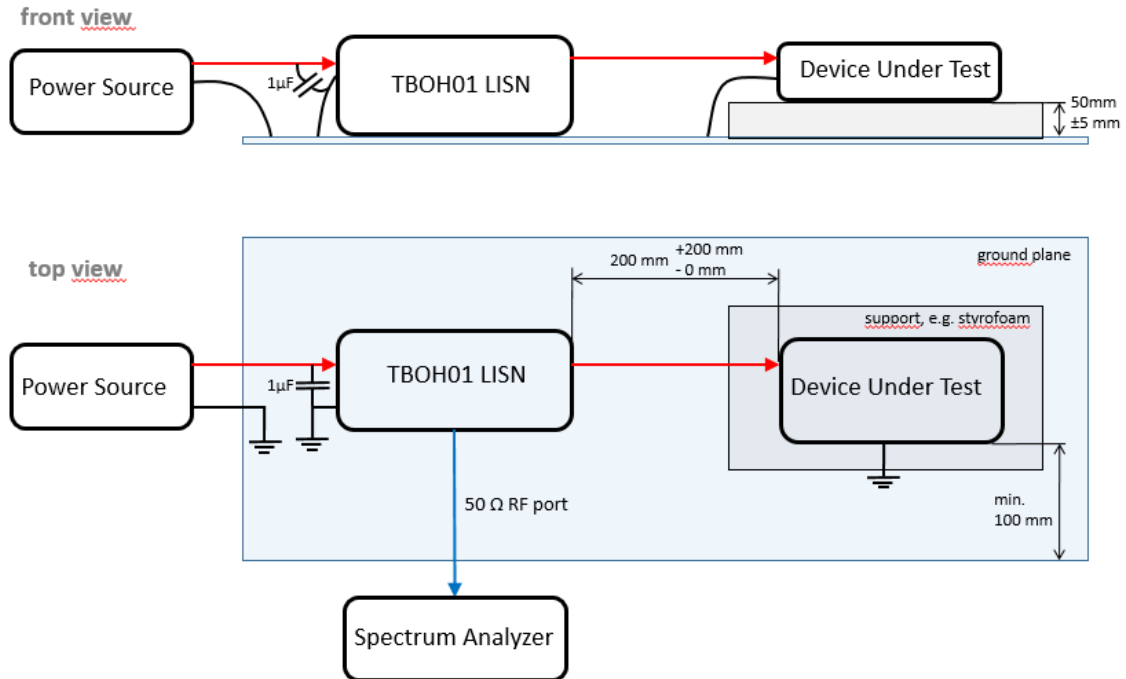 front view
Power Source
1µF
TBOH01 LISN
Device Under Test
50mm
±5 mm
top view
200 mm +200 mm
- 0 mm
ground plane
support, e.g. styrofoam
Power Source
1µF
TBOH01 LISN
Device Under Test
50 Ω RF port
min.
100 mm
Spectrum Analyzer